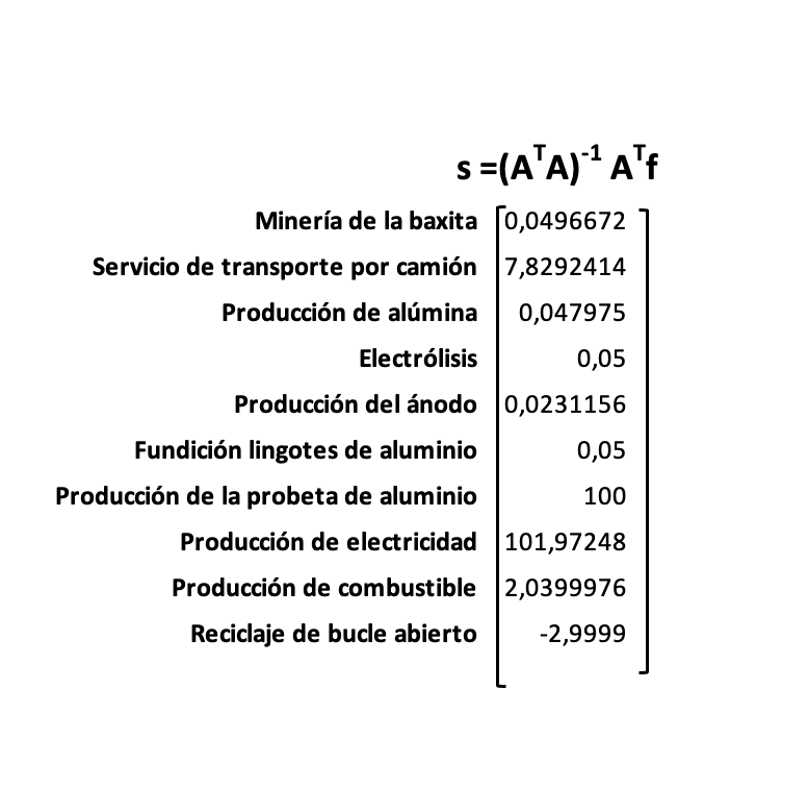 s =(AᵀA)⁻¹ Aᵀf
Minería de la baxita 0,0496672
Servicio de transporte por camión 7,8292414
Producción de alúmina 0,047975
Electrólisis 0,05
Producción del ánodo 0,0231156
Fundición lingotes de aluminio 0,05
Producción de la probeta de aluminio 100
Producción de electricidad 101,97248
Producción de combustible 2,0399976
Reciclaje de bucle abierto -2,9999